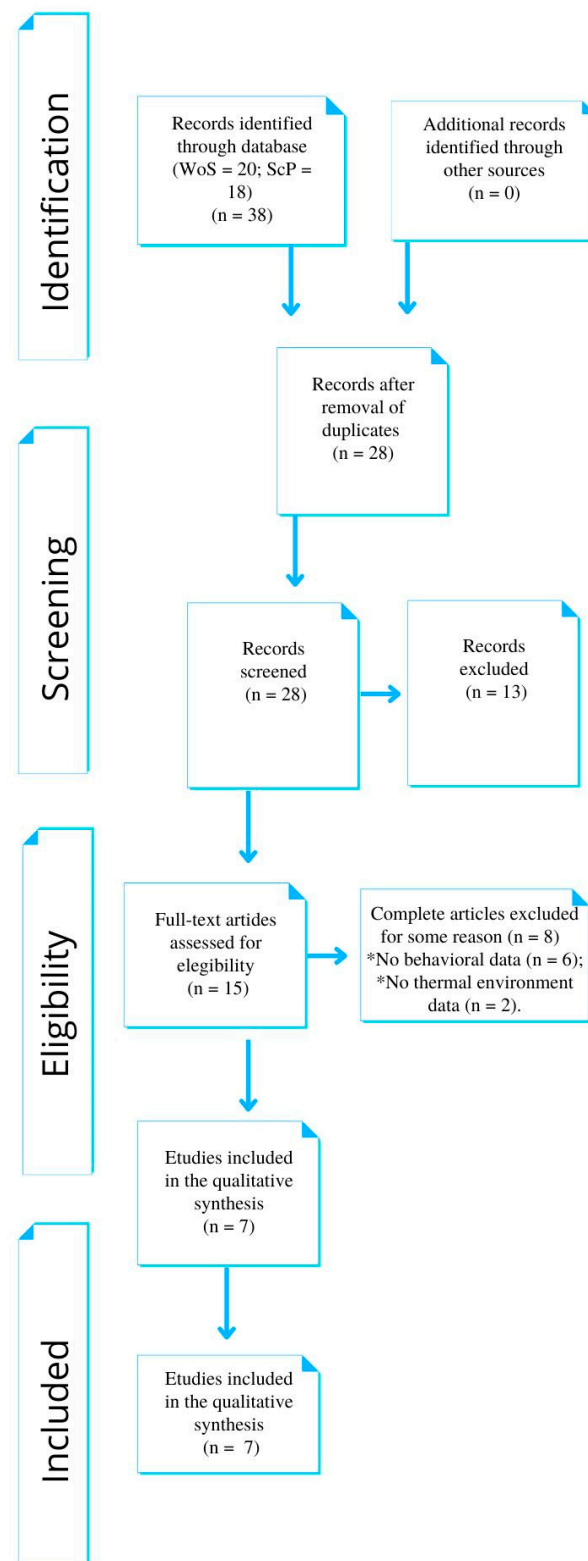 Identification
Records identified
through database
(WoS = 20; ScP =
18)
(n = 38)
Additional records
identified through
other sources
(n = 0)
Records after
removal of
duplicates
(n = 28)
Screening
Records
screened
(n = 28)
Records
excluded
(n = 13)
Eligibility
Full-text artides
assessed for
elegibility
(n = 15)
Complete articles excluded
for some reason (n = 8)
*No behavioral data (n = 6);
*No thermal environment
data (n = 2).
Etudies included
in the qualitative
synthesis
(n = 7)
Included
Etudies included
in the qualitative
synthesis
(n = 7)